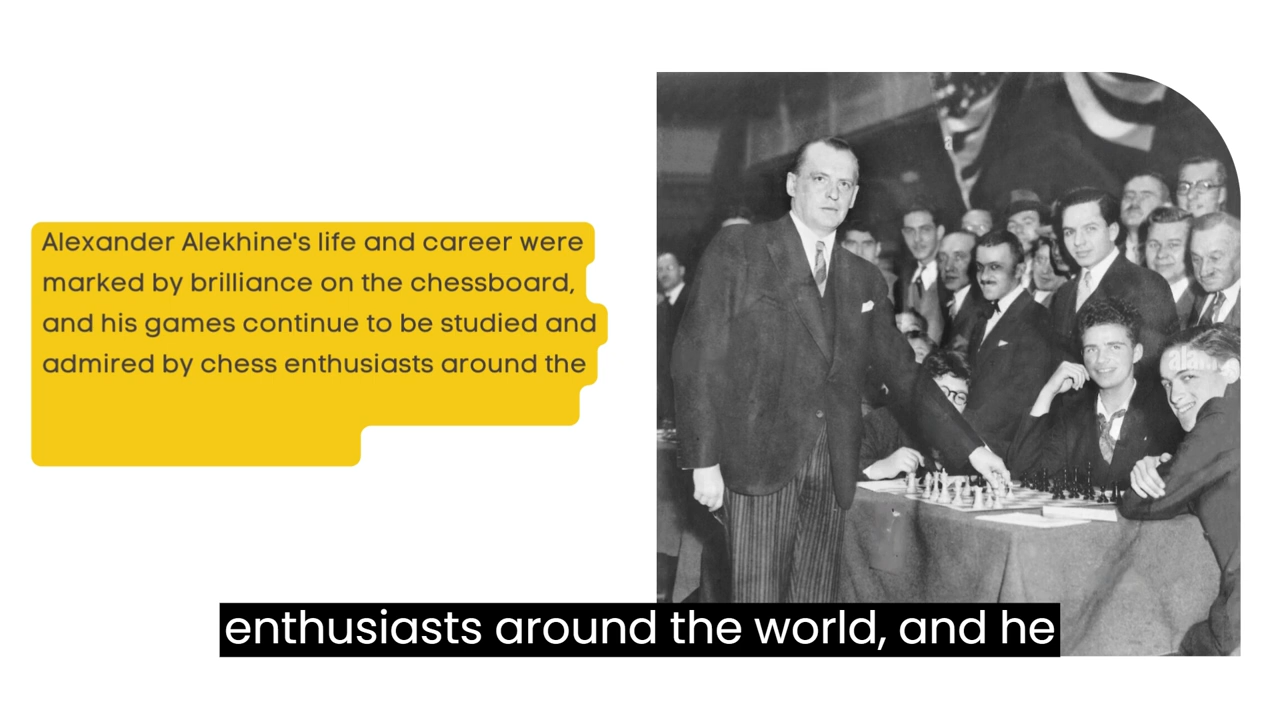 Alexander Alekhine's life and career were
marked by brilliance on the chessboard,
and his games continue to be studied and
admired by chess enthusiasts around the
a
alamy
enthusiasts around the world, and he